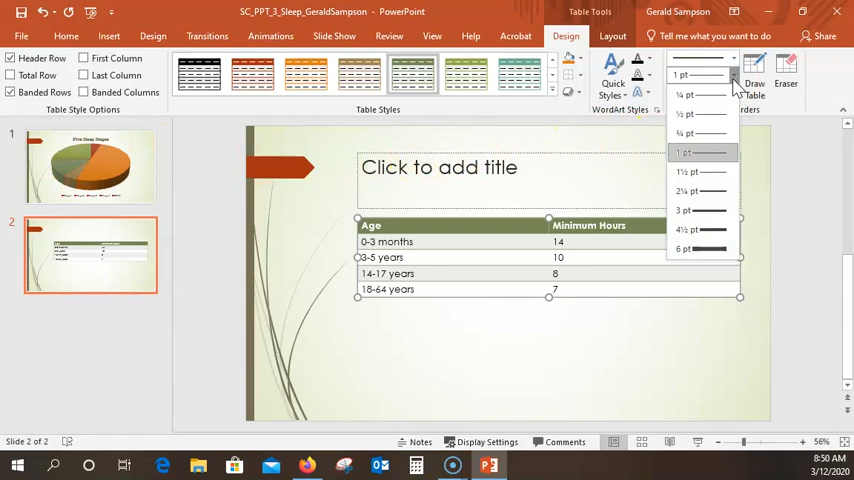 SC_PPT_3_Sleep_GeraldSampson - PowerPoint
Table Tools
Gerald Sampson
File
Home
Insert
Design
Transitions
Animations
Slide Show
Review
View
Help
Acrobat
Design
Layout
Tell me what you want to do
Share
Header Row
First Column
Total Row
Last Column
Banded Rows
Banded Columns
Table Style Options
Table Styles
Quick
Styles
A
WordArt Styles
1 pt
Draw
Table
Eraser
rders
¼ pt
½ pt
¾ pt
1 pt
1½ pt
2¼ pt
3 pt
4½ pt
6 pt
1
Five Sleep Stages
2
Click to add title
Age Minimum Hours
0-3 months 14
3-5 years 10
14-17 years 8
18-64 years 7
Slide 2 of 2
Notes
Display Settings
Comments
56%
8:50 AM
3/12/2020